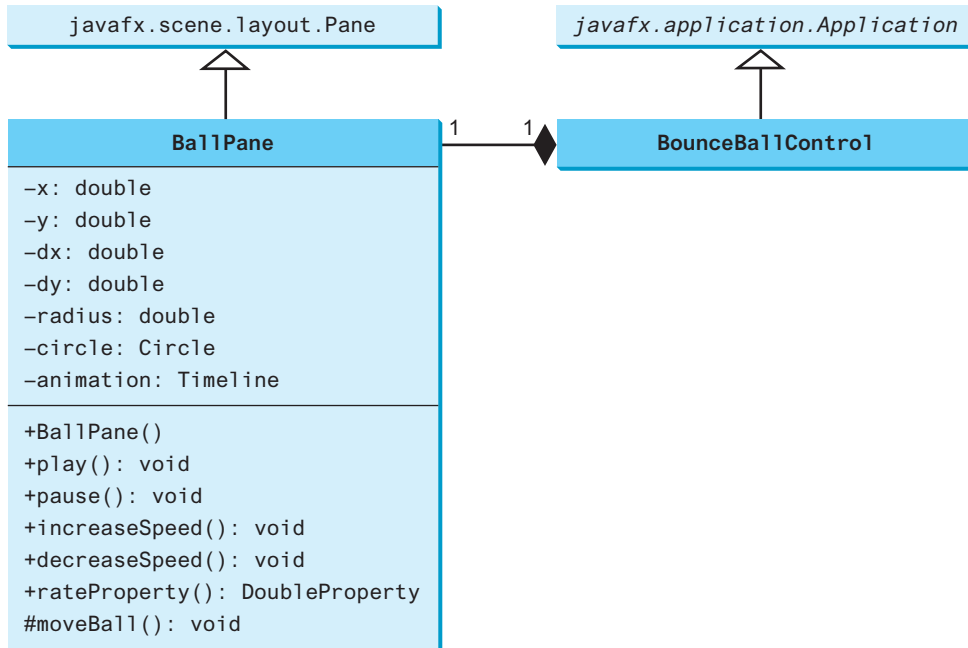 javafx.scene.layout.Pane
javafx.application.Application
BallPane
1
1
BounceBallControl
–x: double
–y: double
–dx: double
–dy: double
–radius: double
–circle: Circle
–animation: Timeline
+BallPane()
+play(): void
+pause(): void
+increaseSpeed(): void
+decreaseSpeed(): void
+rateProperty(): DoubleProperty
#moveBall(): void